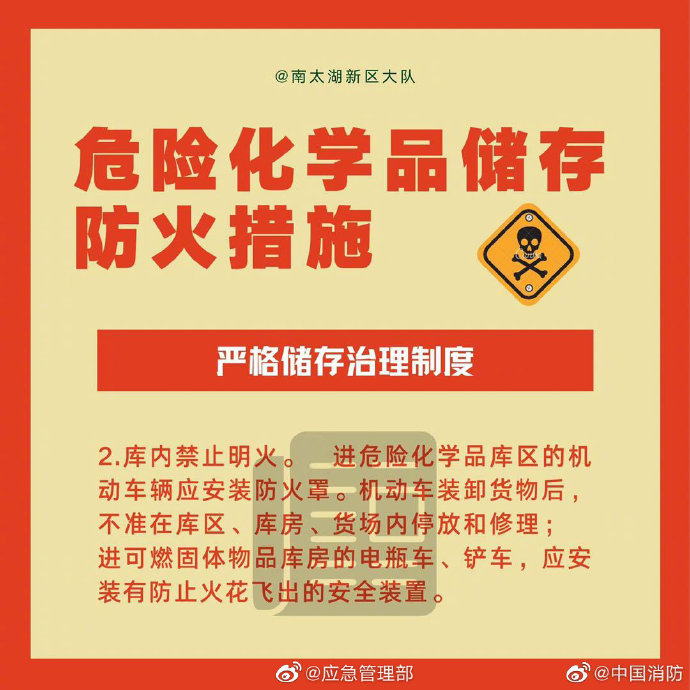 @南太湖新区大队
危险化学品储存
防火措施
严格储存治理制度
2.库内禁止明火。 进危险化学品库区的机
动车辆应安装防火罩。机动车装卸货物后，
不准在库区、库房、货场内停放和修理；
进可燃固体物品库房的电瓶车、铲车，应安
装有防止火花飞出的安全装置。
@应急管理部
@中国消防